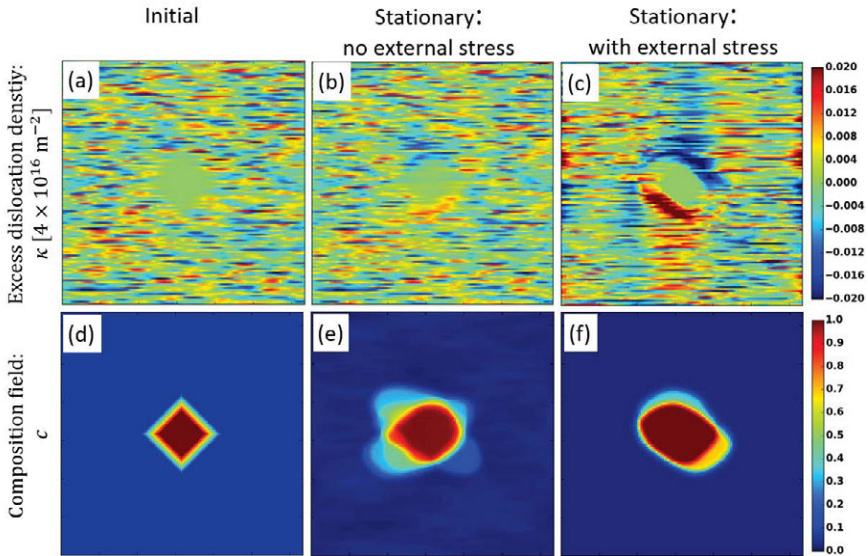 Initial
Stationary:
no external stress
Stationary:
with external stress
Excess dislocation denstiy:
κ [4 × 10¹⁶ m⁻²]
(a)
(b)
(c)
0.020
0.016
0.012
0.008
0.004
0.000
−0.004
−0.008
−0.012
−0.016
−0.020
Composition field:
c
(d)
(e)
(f)
1.0
0.9
0.8
0.7
0.6
0.5
0.4
0.3
0.2
0.1
0.0